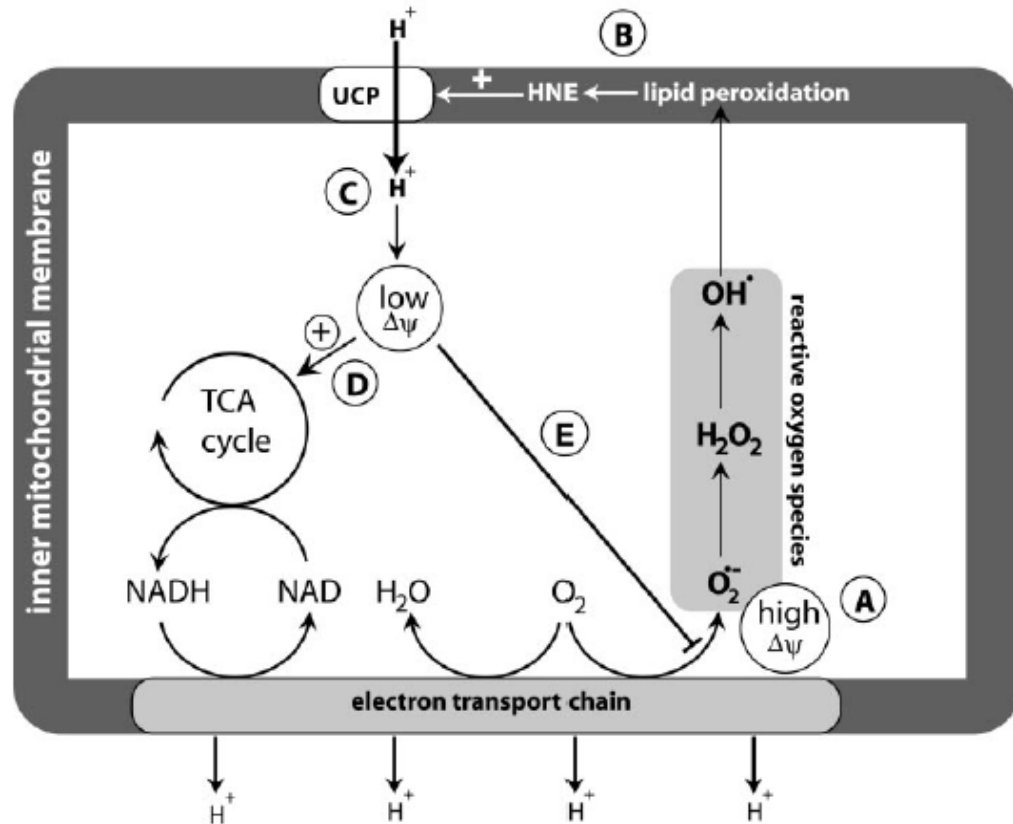 H+
B
UCP
+
HNE
lipid peroxidation
inner mitochondrial membrane
C
H+
low
Δψ
+
D
TCA
cycle
E
OH•
H2O2
O2•-
reactive oxygen species
high
Δψ
A
NADH
NAD
H2O
O2
electron transport chain
H+
H+
H+
H+